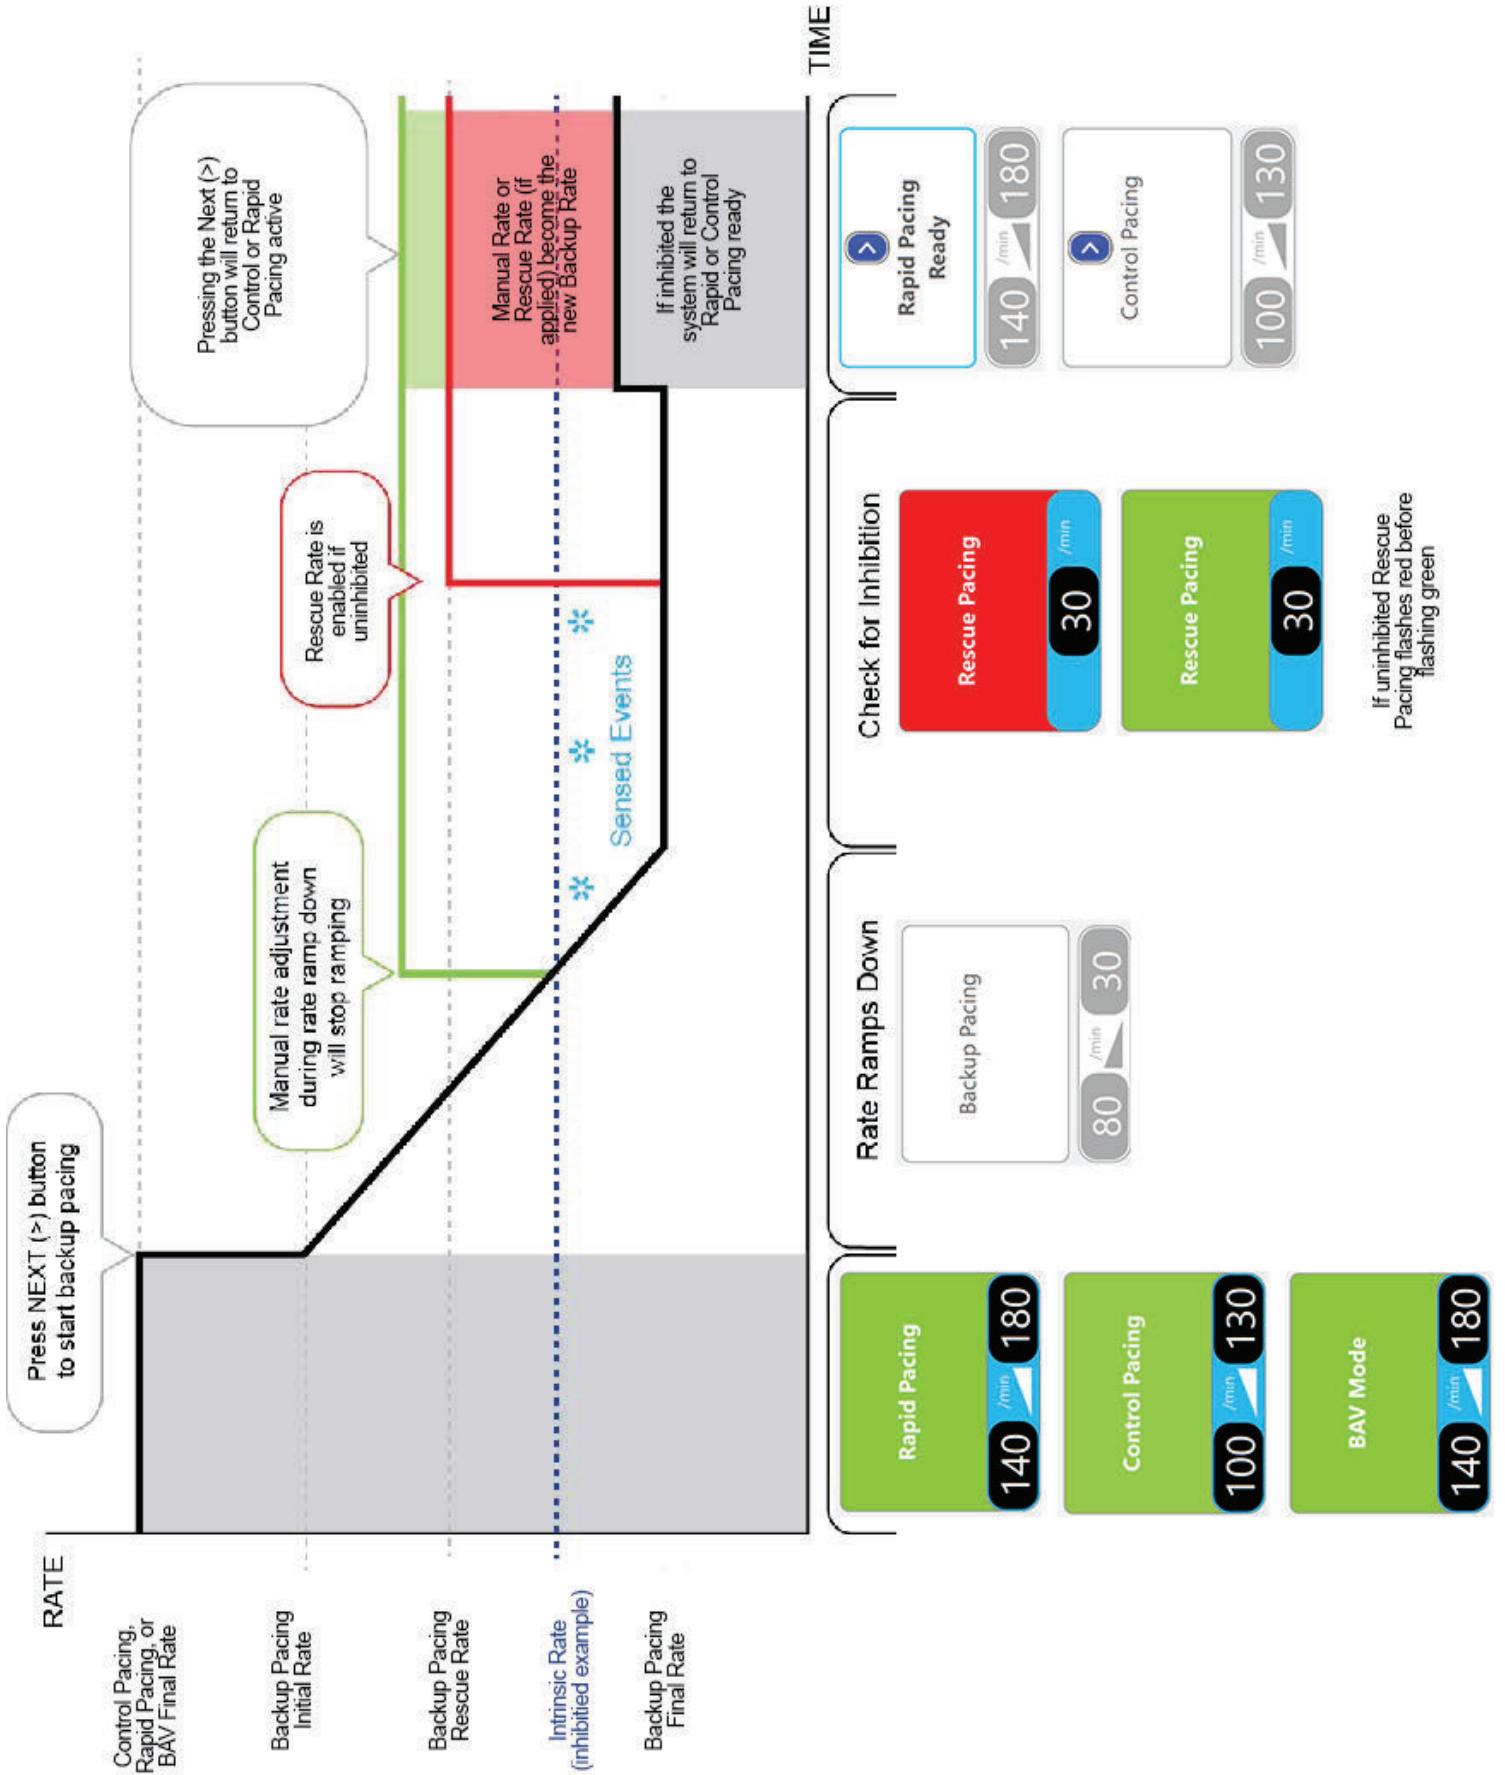 RATE
Control Pacing,
Rapid Pacing, or
BAV Final Rate
Backup Pacing
Initial Rate
Backup Pacing
Rescue Rate
Intrinsic Rate
(inhibitied example)
Backup Pacing
Final Rate
Press NEXT (>) button
to start backup pacing
Manual rate adjustment
during rate ramp down
will stop ramping
Rescue Rate is
enabled if
uninhibited
Pressing the Next (>)
button will return to
Control or Rapid
Pacing active
Sensed Events
Manual Rate or
Rescue Rate (if
applied) become the
new Backup Rate
If inhibited the
system will return to
Rapid or Control
Pacing ready
TIME
Rapid Pacing
140 /min 180
Control Pacing
100 /min 130
BAV Mode
140 /min 180
Rate Ramps Down
Backup Pacing
80 /min 30
Check for Inhibition
Rescue Pacing
30 /min
Rescue Pacing
30 /min
If uninhibited Rescue
Pacing flashes red before
flashing green
>
Rapid Pacing
Ready
140 /min 180
>
Control Pacing
100 /min 130